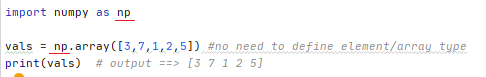 import numpy as np
vals = np.array([3,7,1,2,5]) #no need to define element/array type
print(vals)  # output ==> [3 7 1 2 5]